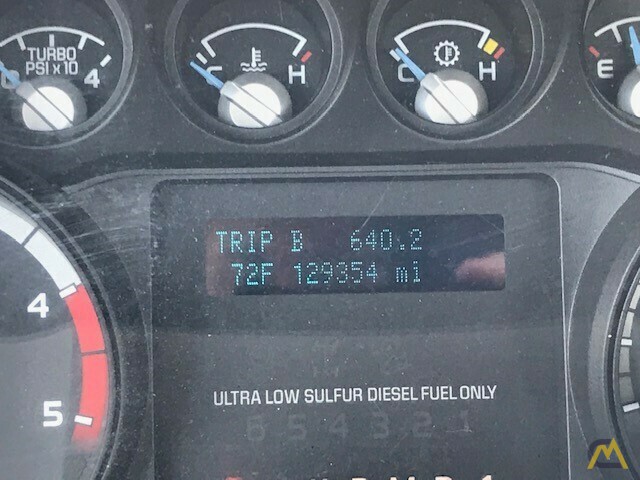 TURBO
PSI x 10
0 4
C H
C H
E
TRIP B 640.2
72F 129354 mi
4
5
ULTRA LOW SULFUR DIESEL FUEL ONLY
6 5 4 3 2 1